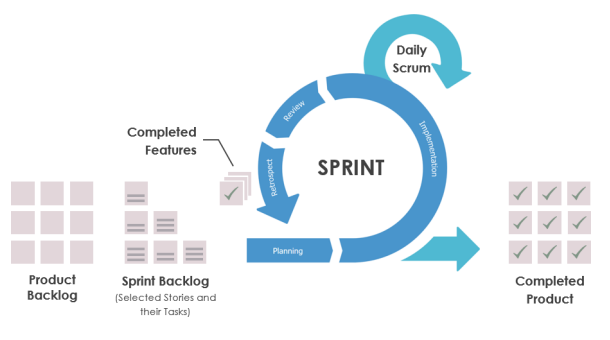 Daily
Scrum
Review
Implementation
Completed
Features
SPRINT
Retrospect
Planning
Product
Backlog
Sprint Backlog
(Selected Stories and
their Tasks)
Completed
Product